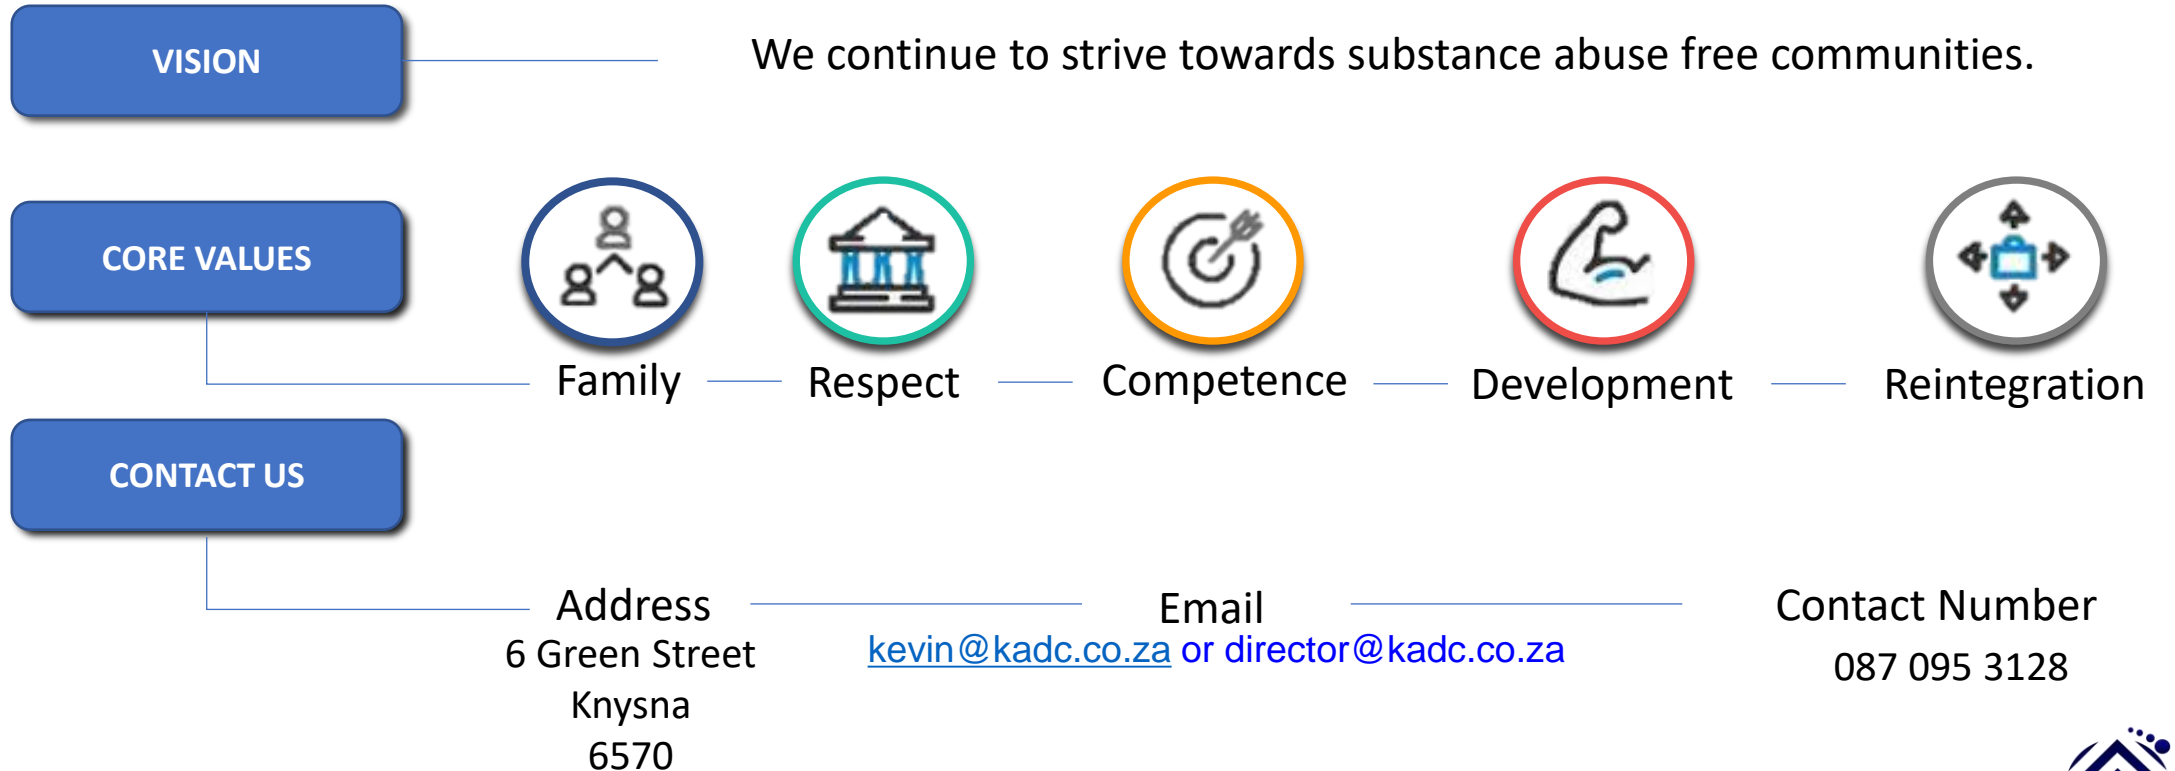 VISION
We continue to strive towards substance abuse free communities.
CORE VALUES
Family
Respect
Competence
Development
Reintegration
CONTACT US
Address
6 Green Street
Knysna
6570
Email
kevin@kadc.co.za or director@kadc.co.za
Contact Number
087 095 3128